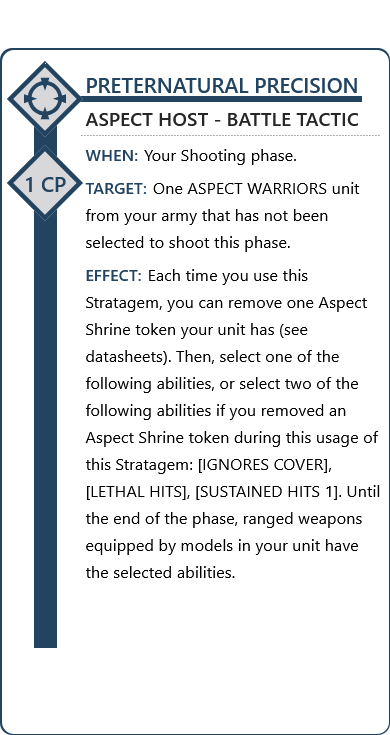 PRETERNATURAL PRECISION
ASPECT HOST - BATTLE TACTIC
WHEN: Your Shooting phase.
1 CP
TARGET: One ASPECT WARRIORS unit
from your army that has not been
selected to shoot this phase.
EFFECT: Each time you use this
Stratagem, you can remove one Aspect
Shrine token your unit has (see
datasheets). Then, select one of the
following abilities, or select two of the
following abilities if you removed an
Aspect Shrine token during this usage of
this Stratagem: [IGNORES COVER],
[LETHAL HITS], [SUSTAINED HITS 1]. Until
the end of the phase, ranged weapons
equipped by models in your unit have
the selected abilities.